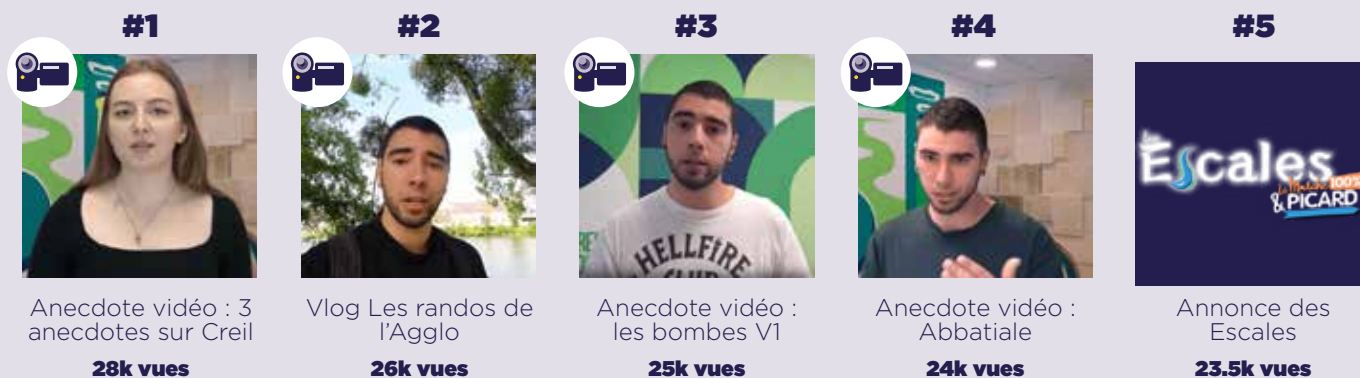 #1
#2
#3
#4
#5
HELLFIRE
Escales
100%
& PICARD
Anecdote vidéo : 3
anecdotes sur Creil
28k vues
Vlog Les randos de
l'Agglo
26k vues
Anecdote vidéo :
les bombes V1
25k vues
Anecdote vidéo :
Abbatiale
24k vues
Annonce des
Escales
23.5k vues